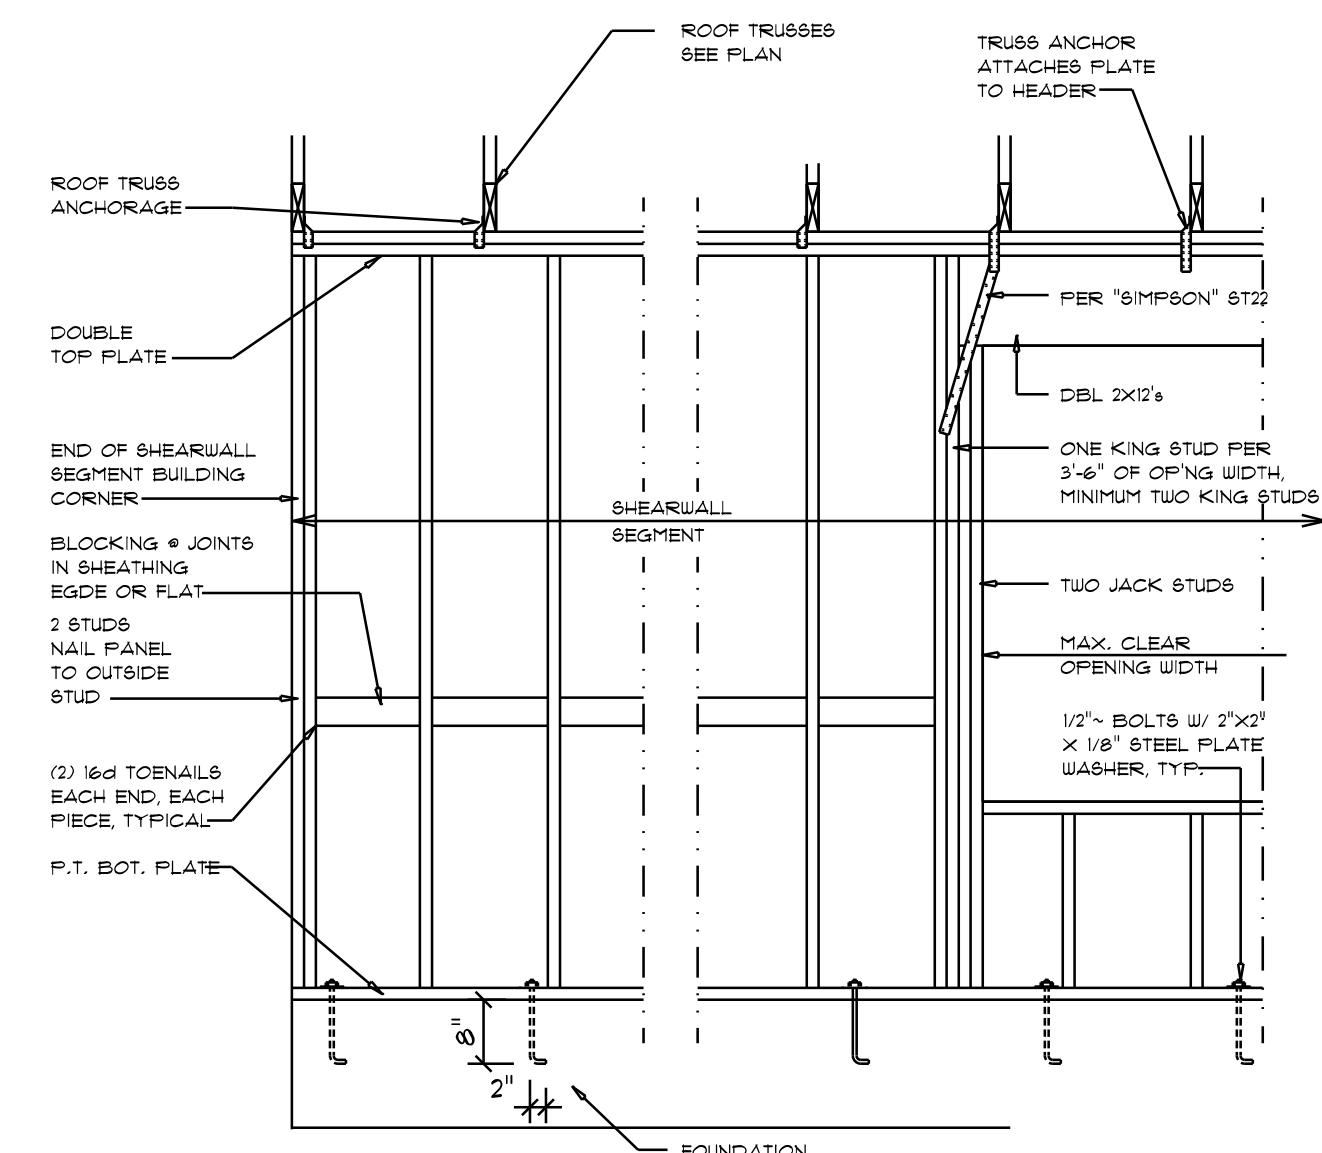 ROOF TRUSSES
SEE PLAN
TRUSS ANCHOR
ATTACHES PLATE
TO HEADER
ROOF TRUSS
ANCHORAGE
PER "SIMPSON" ST22
DOUBLE
TOP PLATE
DBL 2X12's
END OF SHEARWALL
SEGMENT BUILDING
CORNER
ONE KING STUD PER
3'-6" OF OP'NG WIDTH,
MINIMUM TWO KING STUDS
SHEARWALL
SEGMENT
BLOCKING @ JOINTS
IN SHEATHING
EGDE OR FLAT
TWO JACK STUDS
2 STUDS
NAIL PANEL
TO OUTSIDE
STUD
MAX. CLEAR
OPENING WIDTH
1/2"~ BOLTS W/ 2"X2"
X 1/8" STEEL PLATE
WASHER, TYP.
(2) 16d TOENAILS
EACH END, EACH
PIECE, TYPICAL
P.T. BOT. PLATE
8"
2"
FOUNDATION